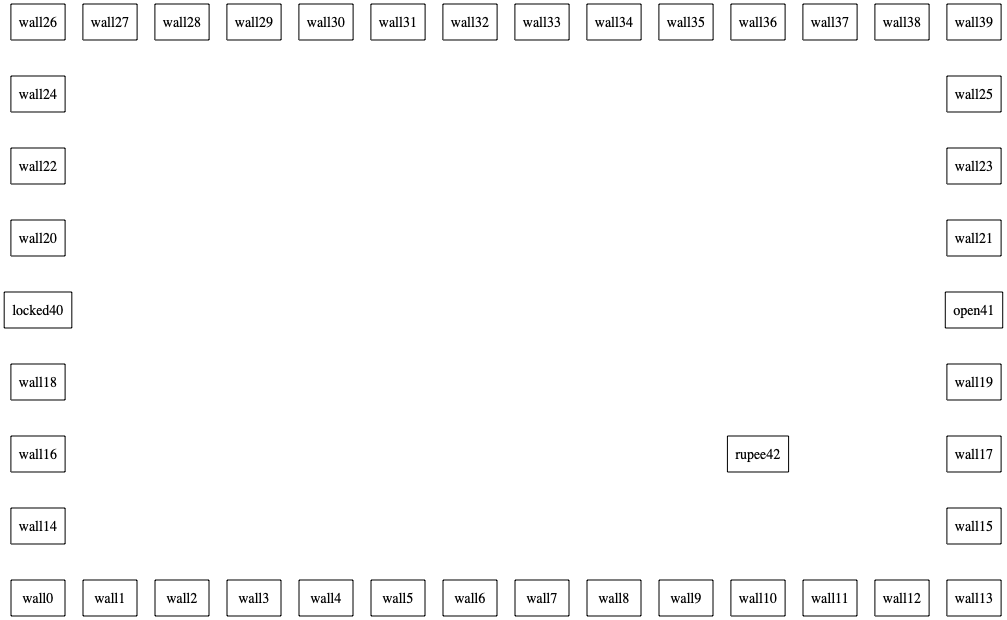 wall26 wall27 wall28 wall29 wall30 wall31 wall32 wall33 wall34 wall35 wall36 wall37 wall38 wall39
wall24 wall25
wall22 wall23
wall20 wall21
locked40 open41
wall18 wall19
wall16 rupee42 wall17
wall14 wall15
wall0 wall1 wall2 wall3 wall4 wall5 wall6 wall7 wall8 wall9 wall10 wall11 wall12 wall13